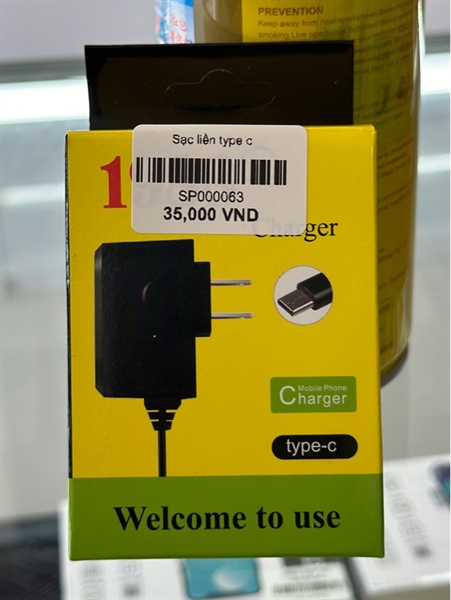 PREVENTION
Keep away from
Sạc liền type c
SP000063
35,000 VND
Charger
Mobile Phone
Charger
type-c
Welcome to use